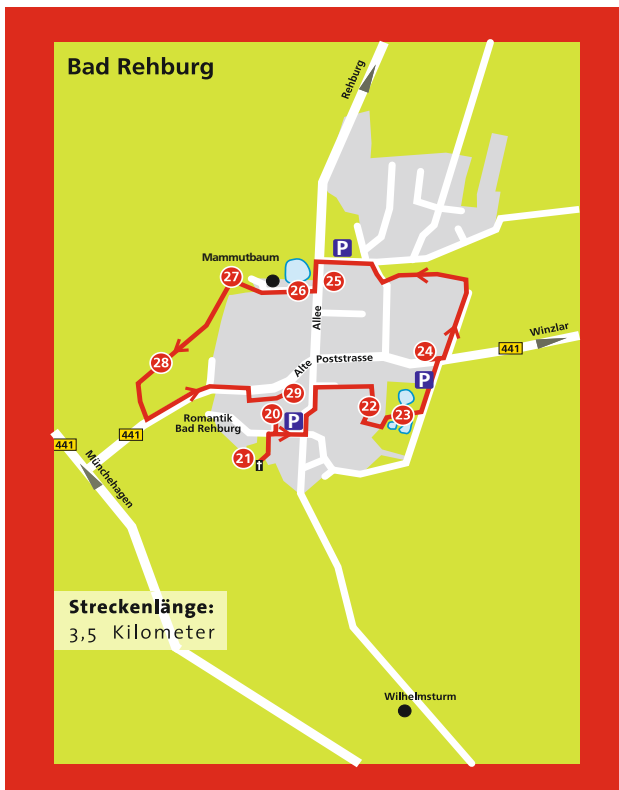 Bad Rehburg
Rehburg
P
Mammutbaum
27
26
25
Allee
Winzlar
441
24
Alte Poststrasse
28
P
29
20
22
23
Romantik
Bad Rehburg
P
441
441
21
Münchehagen
Streckenlänge:
3,5 Kilometer
Wilhelmsturm